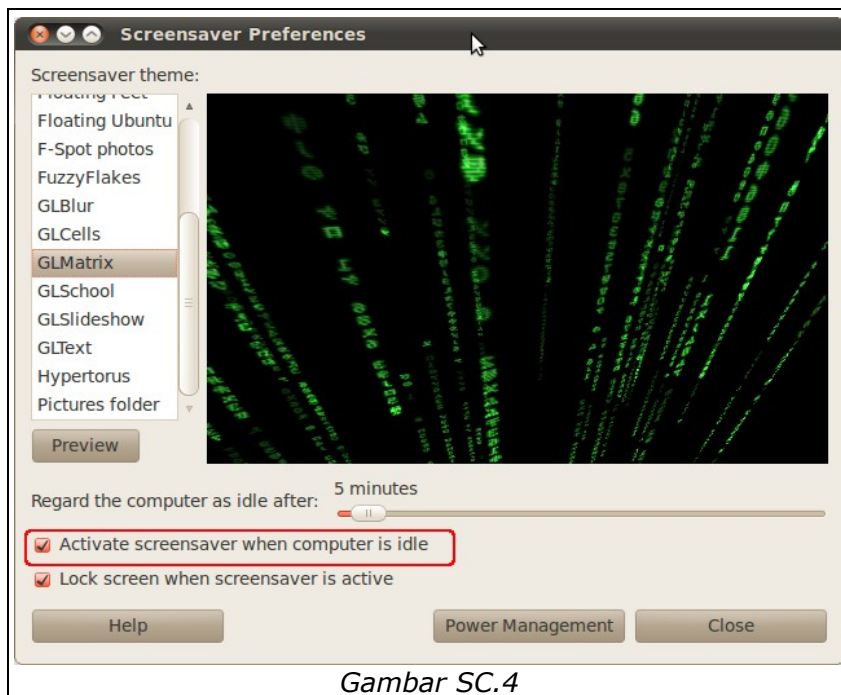 Screensaver Preferences
Screensaver theme:
Floating Feet
Floating Ubuntu
F-Spot photos
FuzzyFlakes
GLBlur
GLCells
GLMatrix
GLSchool
GLSlideshow
GLText
Hypertorus
Pictures folder
Preview
5 minutes
Regard the computer as idle after:
Activate screensaver when computer is idle
Lock screen when screensaver is active
Help Power Management Close
Gambar SC.4